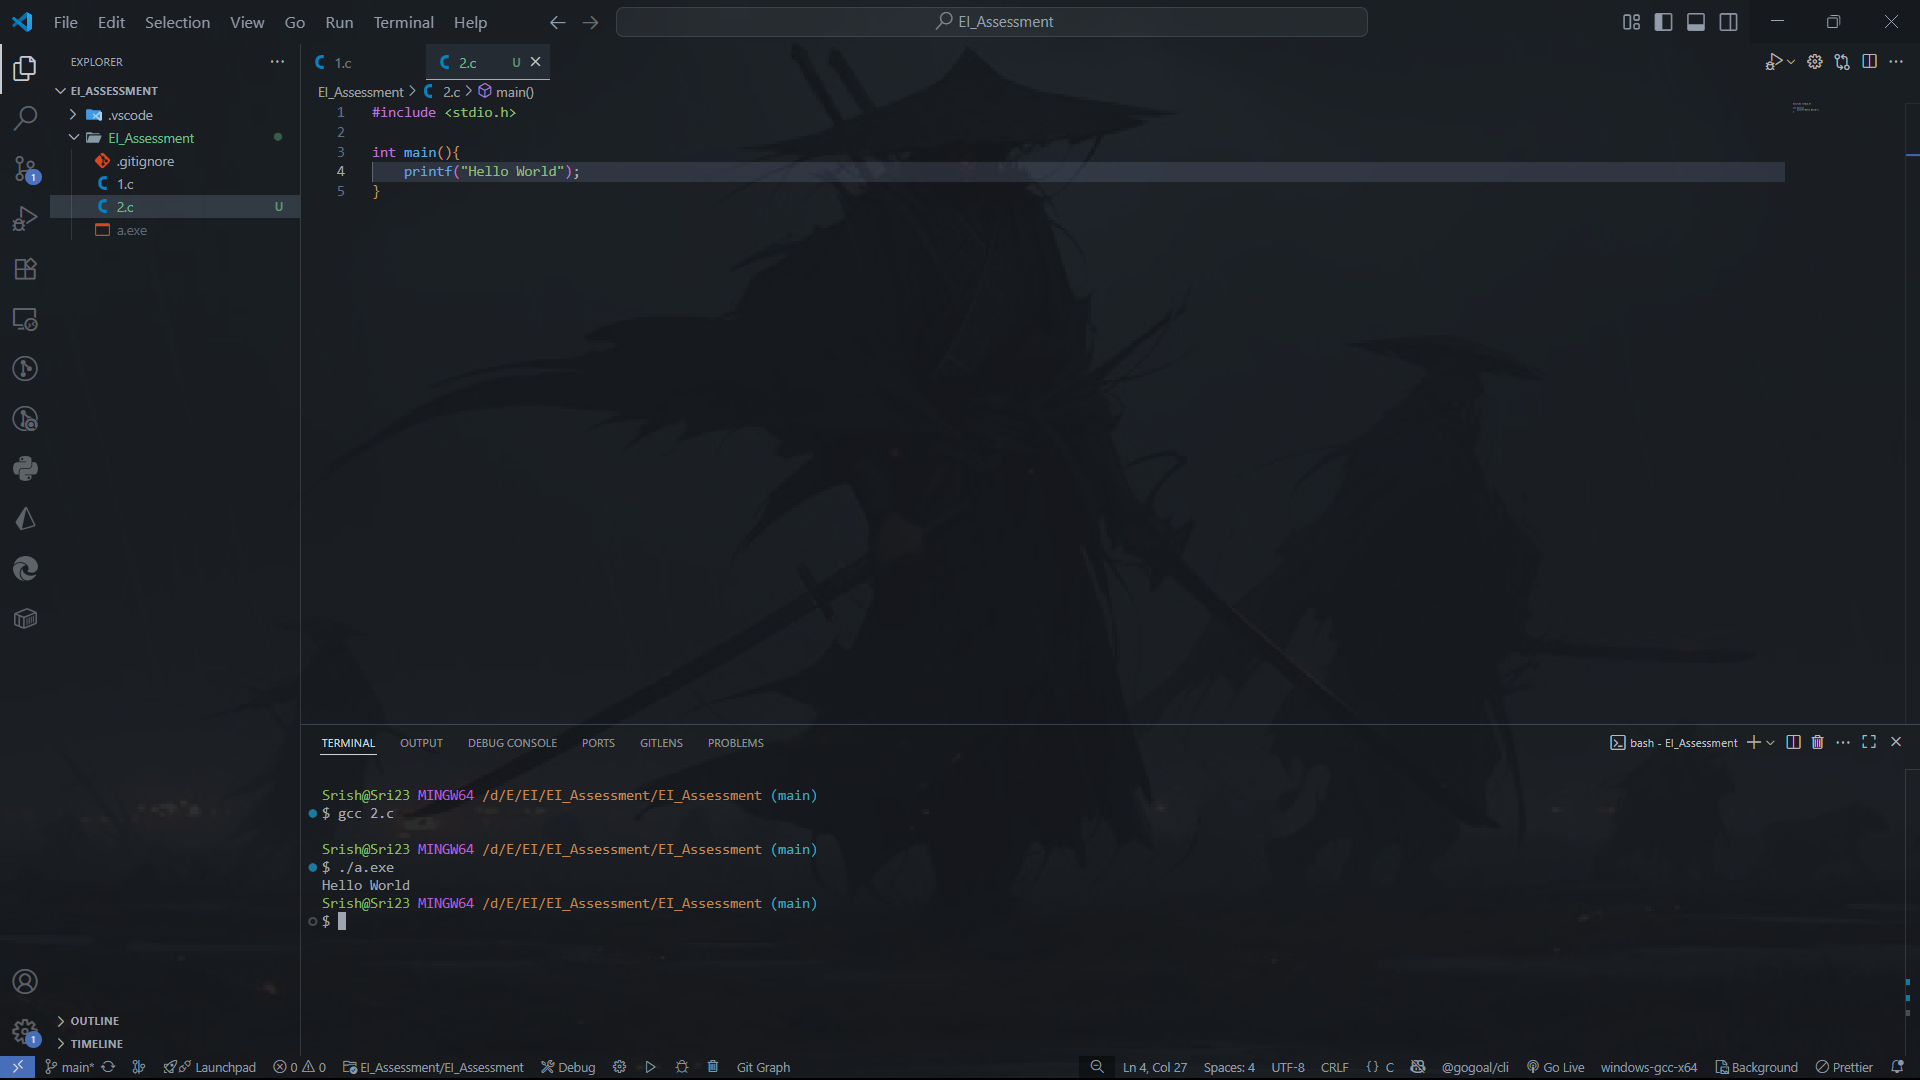 File Edit Selection View Go Run Terminal Help
EI_Assessment
EXPLORER
EI_ASSESSMENT
.vscode
EI_Assessment
.gitignore
1.c
2.c U
a.exe
OUTLINE
TIMELINE
1.c
2.c U
EI_Assessment > 2.c > main()
1 #include <stdio.h>
2
3 int main(){
4     printf("Hello World");
5 }
TERMINAL OUTPUT DEBUG CONSOLE PORTS GITLENS PROBLEMS
bash - EI_Assessment
Srish@Sri23 MINGW64 /d/E/EI/EI_Assessment/EI_Assessment (main)
$ gcc 2.c
Srish@Sri23 MINGW64 /d/E/EI/EI_Assessment/EI_Assessment (main)
$ ./a.exe
Hello World
Srish@Sri23 MINGW64 /d/E/EI/EI_Assessment/EI_Assessment (main)
$
1
1
main* Launchpad 0 0 EI_Assessment/EI_Assessment Debug Git Graph Ln 4, Col 27 Spaces: 4 UTF-8 CRLF {} C @gogoal/cli Go Live windows-gcc-x64 Background Prettier